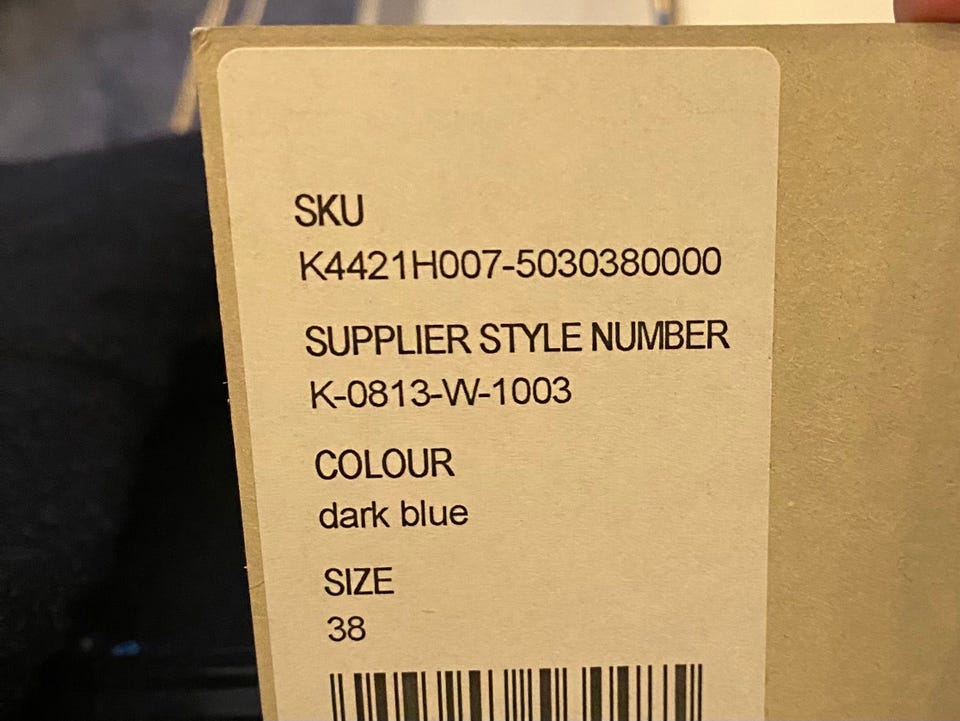 SKU
K4421H007-5030380000
SUPPLIER STYLE NUMBER
K-0813-W-1003
COLOUR
dark blue
SIZE
38